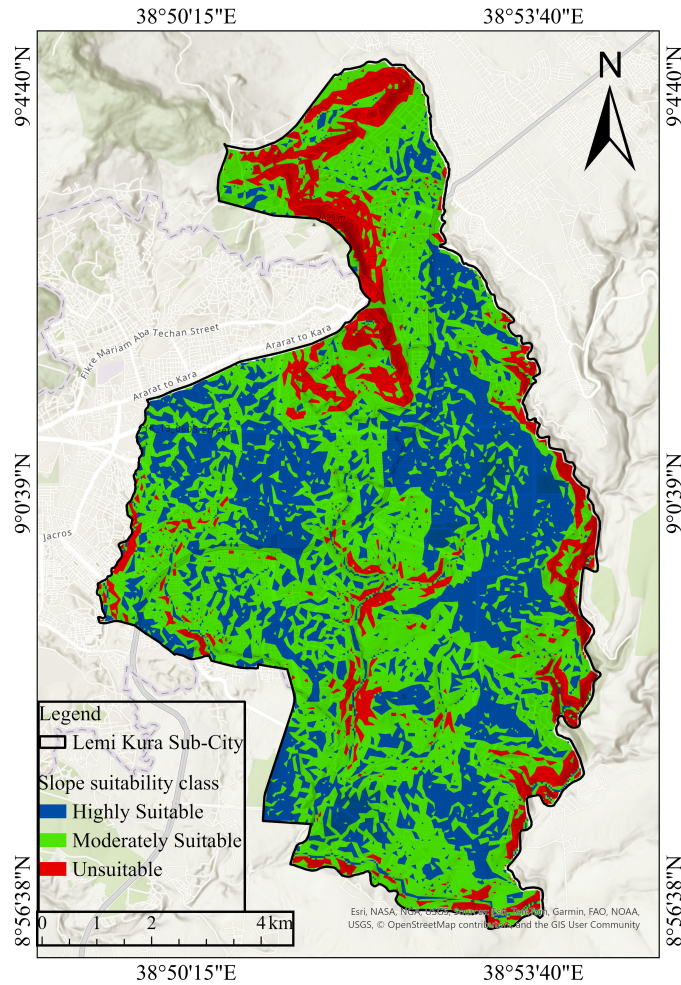 38°50'15"E 38°53'40"E
9°4'40"N 9°4'40"N
N
Fikre Mariam Aba Techan Street
Ararat to Kara
Ararat to Kara
9°0'39"N 9°0'39"N
Jacros
Legend
Lemi Kura Sub-City
Slope suitability class
Highly Suitable
Moderately Suitable
Unsuitable
8°56'38"N 8°56'38"N
0 1 2 4 km
Esri, NASA, NGA, USGS, Garmin, FAO, NOAA,
USGS, © OpenStreetMap contributors, and the GIS User Community
38°50'15"E 38°53'40"E